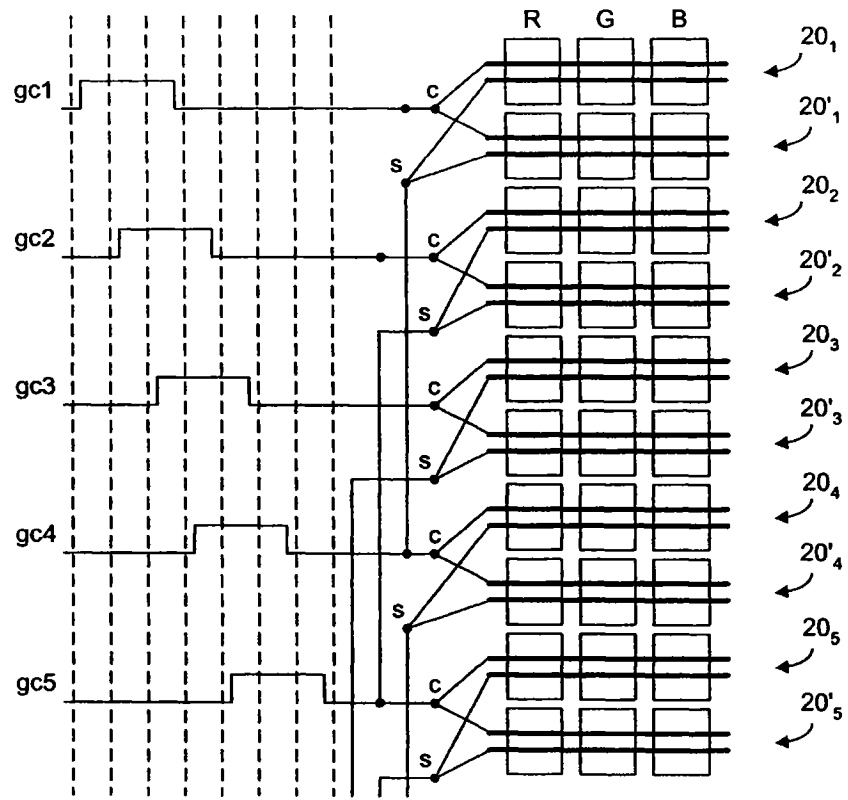 R G B
20₁
gc1 C
20'₁
S
20₂
gc2 C
20'₂
S
20₃
gc3 C
20'₃
S
20₄
gc4 C
20'₄
S
20₅
gc5 C
20'₅
S